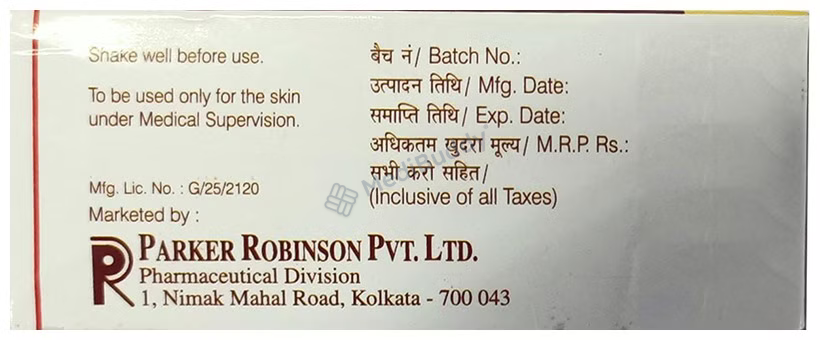 Shake well before use.
To be used only for the skin
under Medical Supervision.
Mfg. Lic. No. : G/25/2120
Marketed by :
PARKER ROBINSON PVT. LTD.
Pharmaceutical Division
1, Nimak Mahal Road, Kolkata - 700 043
बैच नं/ Batch No.:
उत्पादन तिथि/ Mfg. Date:
समाप्ति तिथि/ Exp. Date:
अधिकतम खुदरा मूल्य/ M.R.P. Rs.:
सभी करों सहित/
(Inclusive of all Taxes)
MediBuddy